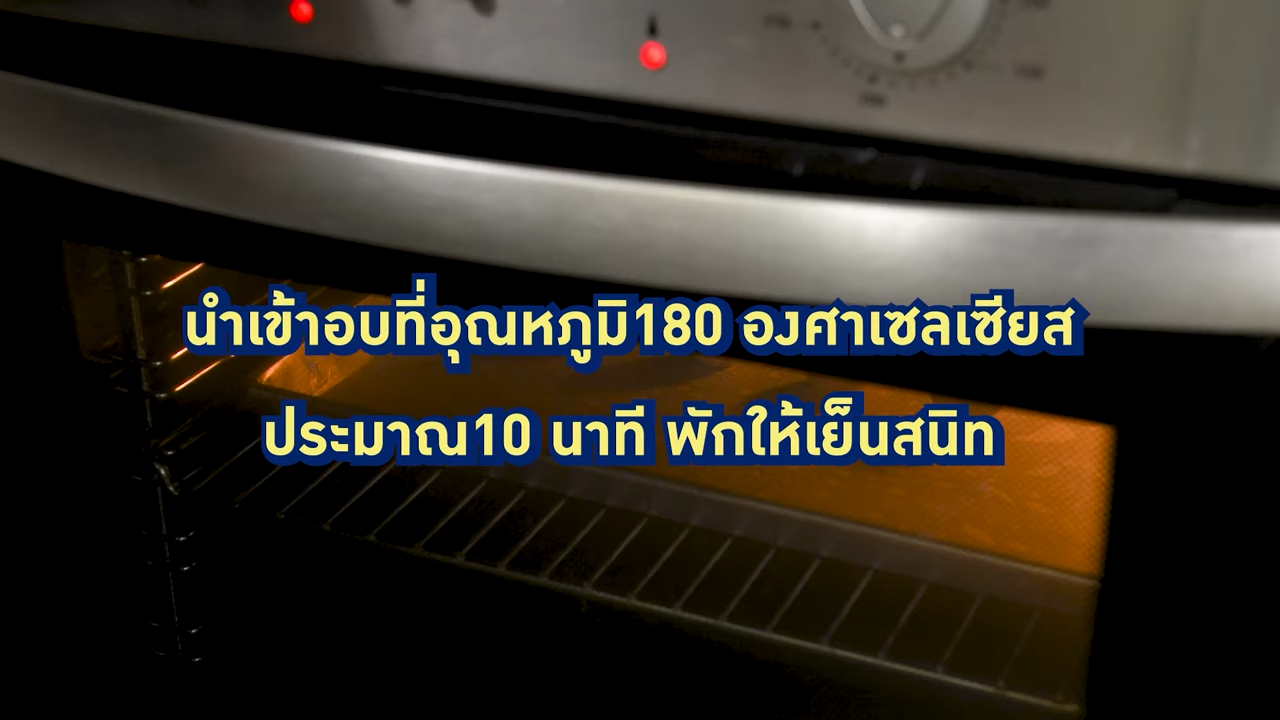 นำเข้าอบที่อุณหภูมิ180 องศาเซลเซียส
ประมาณ10 นาที พักให้เย็นสนิท